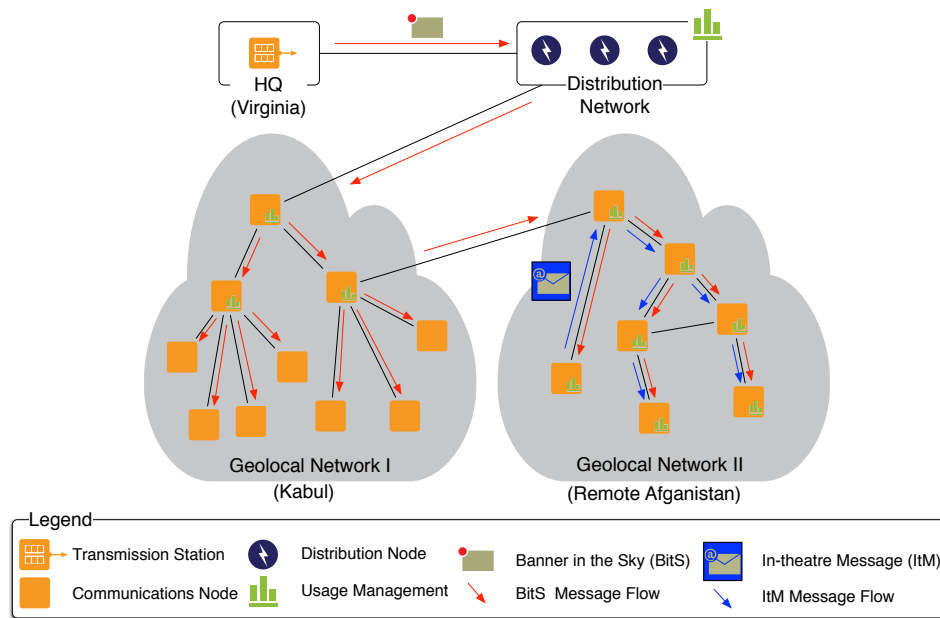 HQ
(Virginia)
Distribution
Network
@
Geolocal Network I
(Kabul)
Geolocal Network II
(Remote Afganistan)
Legend
Transmission Station
Distribution Node
Banner in the Sky (BitS)
@
In-theatre Message (ItM)
Communications Node
Usage Management
BitS Message Flow
ItM Message Flow